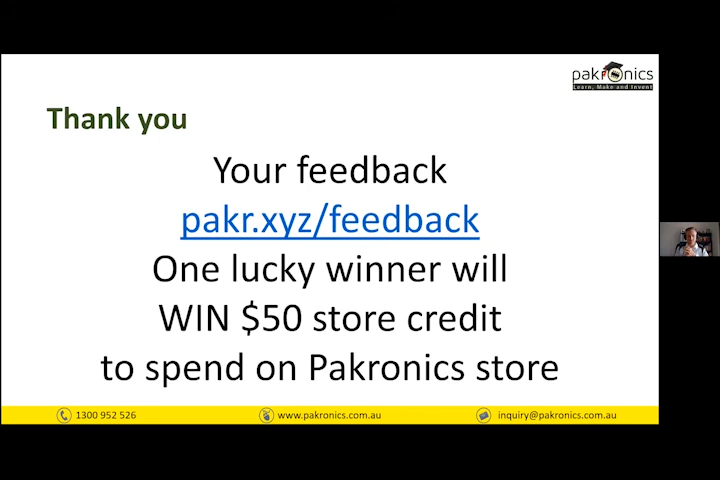 pakronics
Learn, Make and Invent
Thank you
Your feedback
pakr.xyz/feedback
One lucky winner will
WIN $50 store credit
to spend on Pakronics store
1300 952 526
www.pakronics.com.au
inquiry@pakronics.com.au